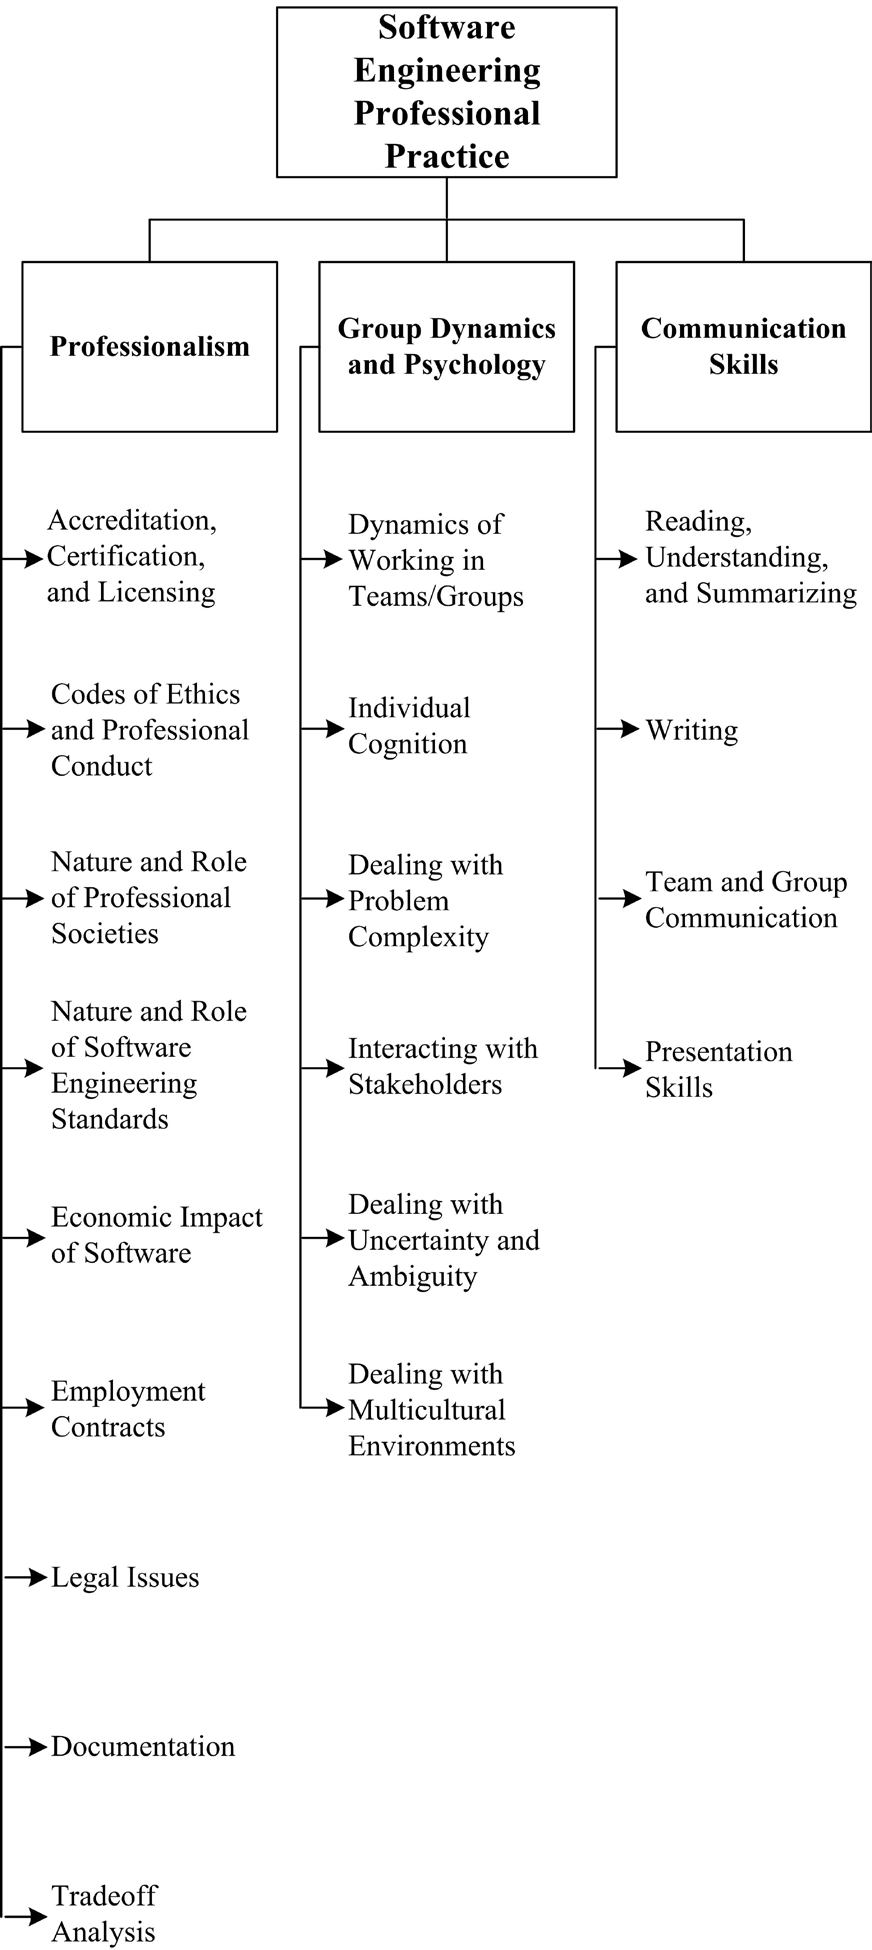 Software
Engineering
Professional
Practice
Professionalism
Accreditation,
Certification,
and Licensing
Codes of Ethics
and Professional
Conduct
Nature and Role
of Professional
Societies
Nature and Role
of Software
Engineering
Standards
Economic Impact
of Software
Employment
Contracts
Legal Issues
Documentation
Tradeoff
Analysis
Group Dynamics
and Psychology
Dynamics of
Working in
Teams/Groups
Individual
Cognition
Dealing with
Problem
Complexity
Interacting with
Stakeholders
Dealing with
Uncertainty and
Ambiguity
Dealing with
Multicultural
Environments
Communication
Skills
Reading,
Understanding,
and Summarizing
Writing
Team and Group
Communication
Presentation
Skills